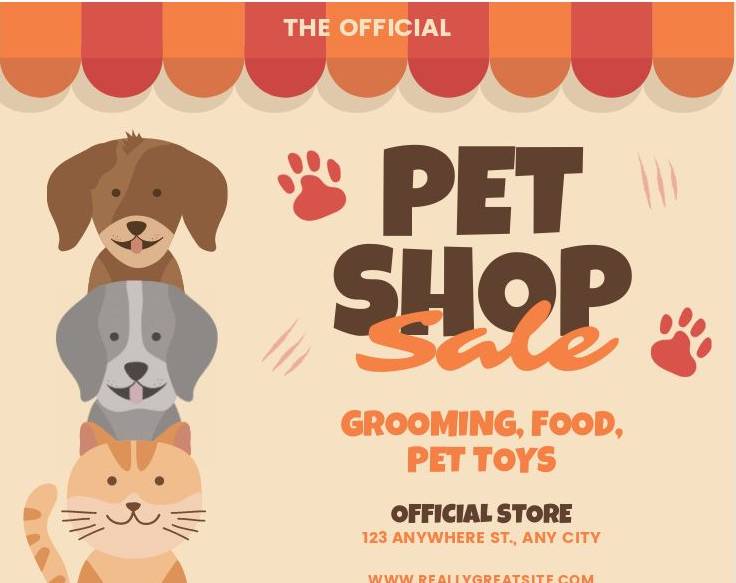 THE OFFICIAL
PET
SHOP
Sale
GROOMING, FOOD,
PET TOYS
OFFICIAL STORE
123 ANYWHERE ST., ANY CITY
WWW.REALLYGREATSITE.COM